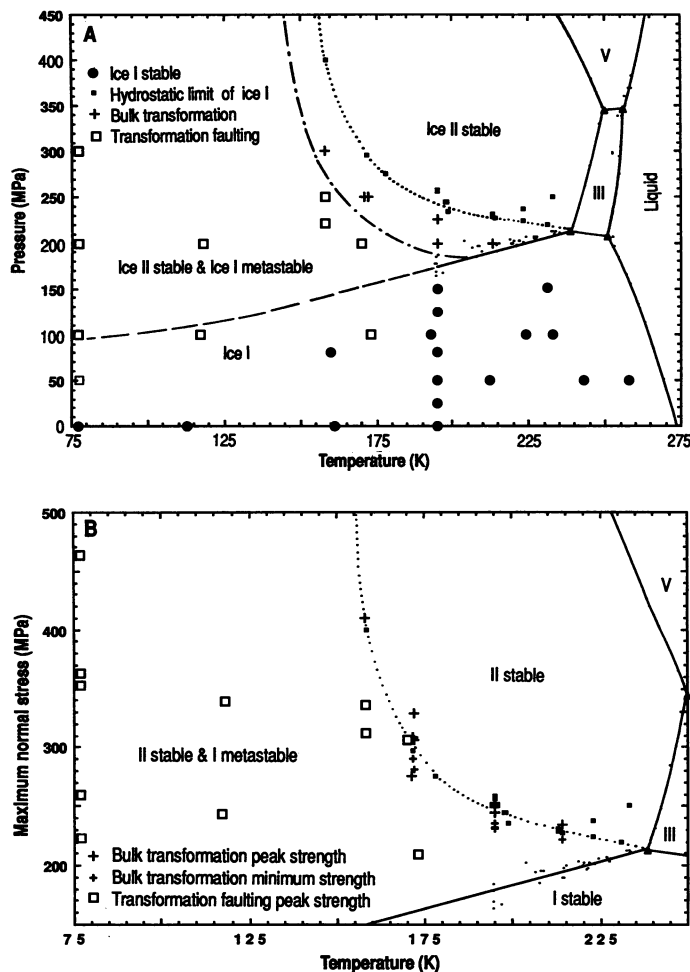 A
450
400
350
300
250
200
150
100
50
0
Pressure (MPa)
Ice I stable
Hydrostatic limit of ice I
Bulk transformation
Transformation faulting
Ice II stable
V
III
Liquid
Ice II stable & Ice I metastable
Ice I
75 125 175 225 275
Temperature (K)
B
500
400
300
200
Maximum normal stress (MPa)
V
II stable
II stable & I metastable
III
I stable
Bulk transformation peak strength
Bulk transformation minimum strength
Transformation faulting peak strength
75 125 175 225
Temperature (K)